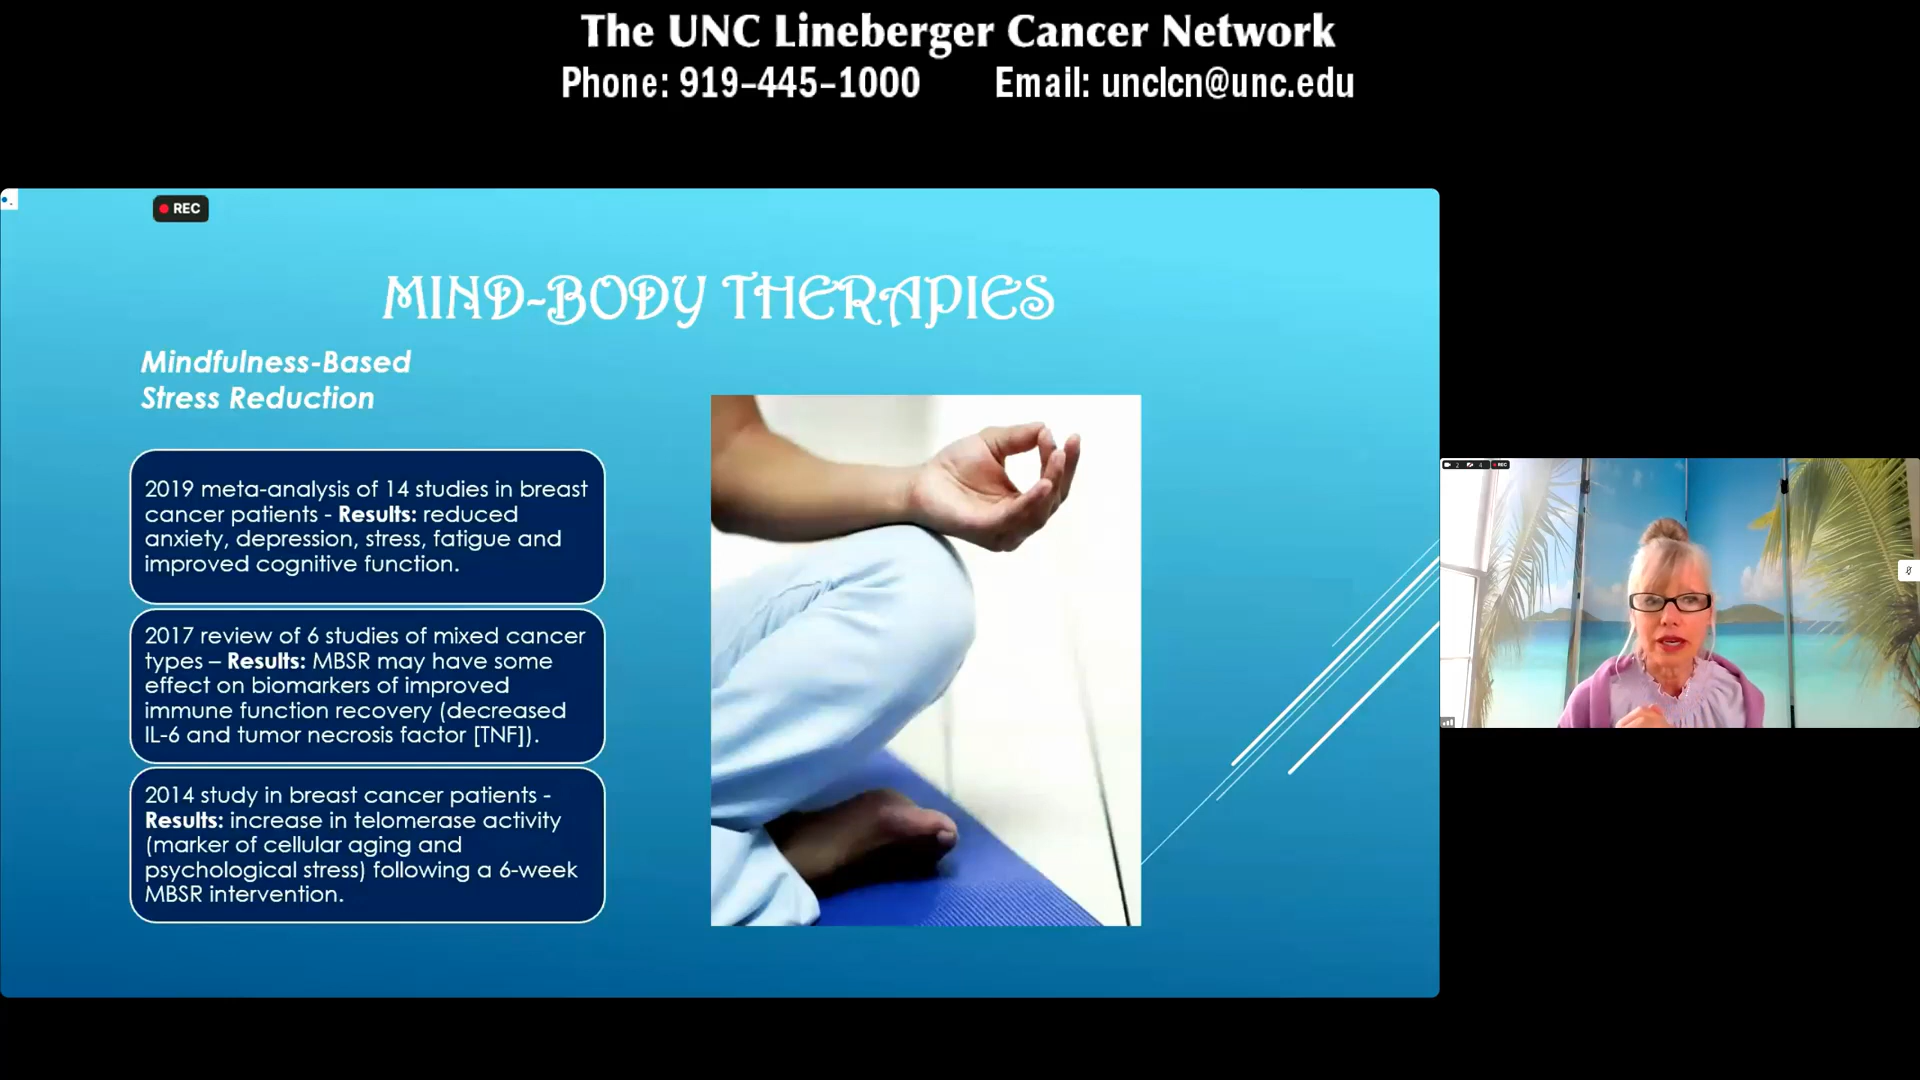 The UNC Lineberger Cancer Network
Phone: 919-445-1000 Email: unclcn@unc.edu
REC
MIND-BODY THERAPIES
Mindfulness-Based
Stress Reduction
2019 meta-analysis of 14 studies in breast
cancer patients - Results: reduced
anxiety, depression, stress, fatigue and
improved cognitive function.
2017 review of 6 studies of mixed cancer
types – Results: MBSR may have some
effect on biomarkers of improved
immune function recovery (decreased
IL-6 and tumor necrosis factor [TNF]).
2014 study in breast cancer patients -
Results: increase in telomerase activity
(marker of cellular aging and
psychological stress) following a 6-week
MBSR intervention.
2 4 REC